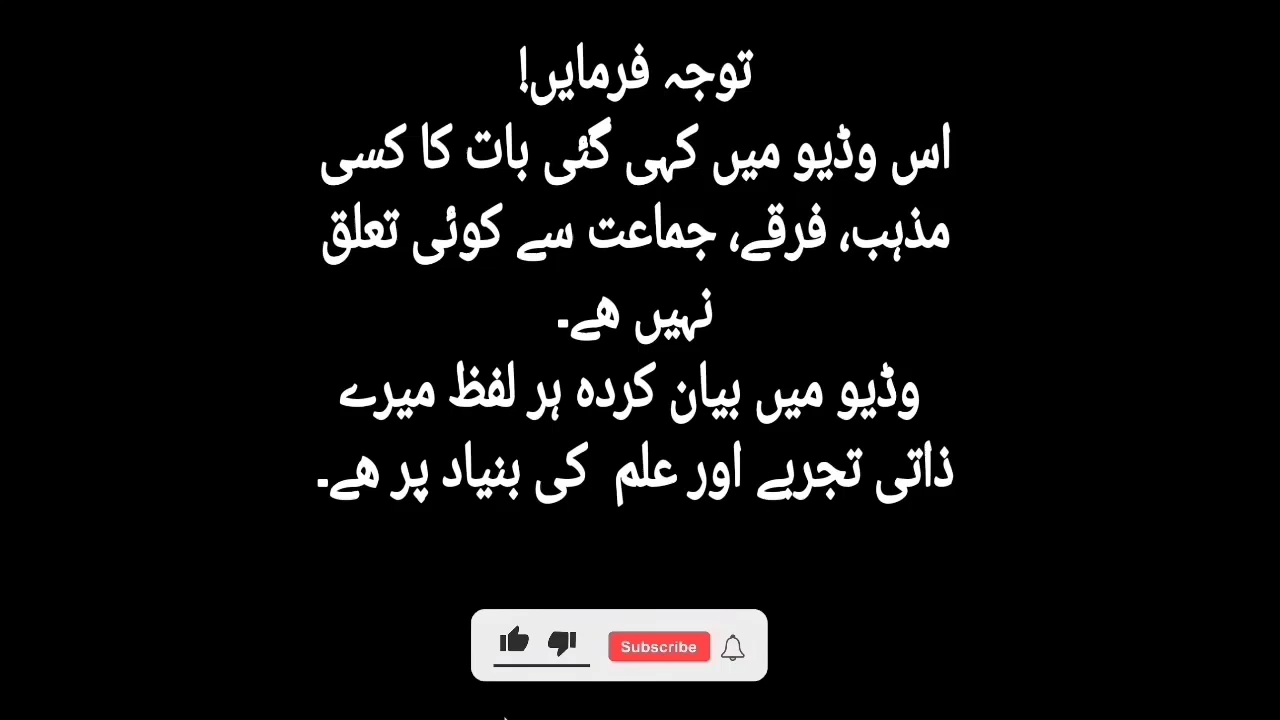 توجہ فرمایں!
اس وڈیو میں کہی گئی بات کا کسی
مذہب، فرقے، جماعت سے کوئی تعلق
نہیں ھے۔
وڈیو میں بیان کردہ ہر لفظ میرے
ذاتی تجربے اور علم کی بنیاد پر ھے۔
Subscribe